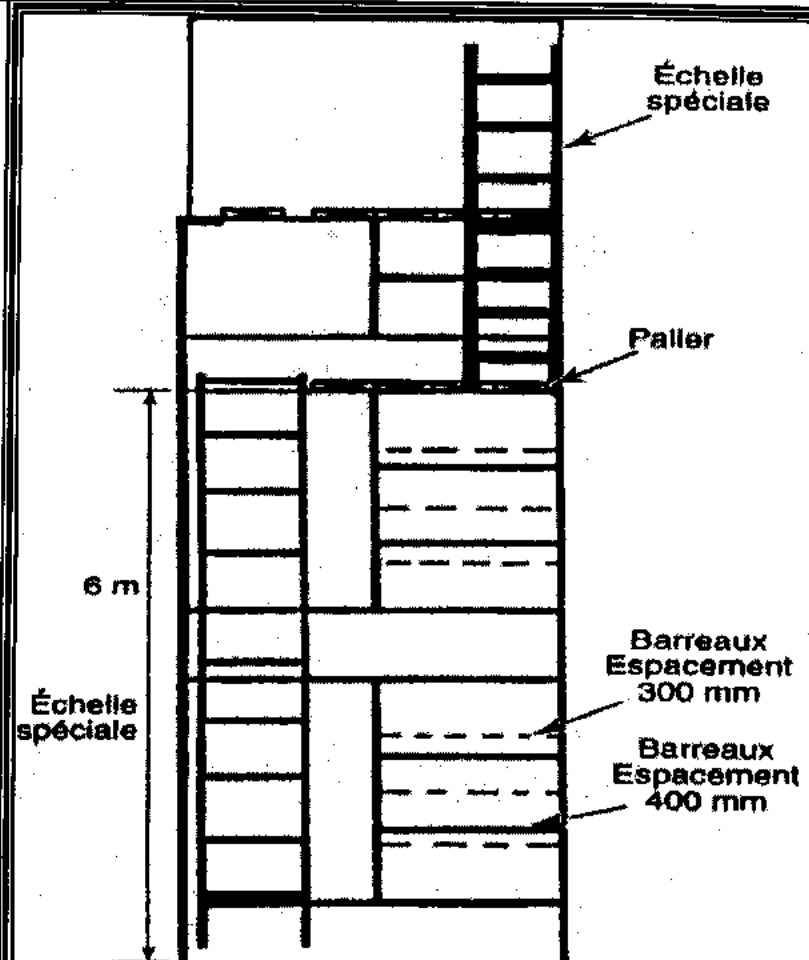 Échelle
spéciale
Palier
6 m
Barreaux
Espacement
300 mm
Échelle
spéciale
Barreaux
Espacement
400 mm